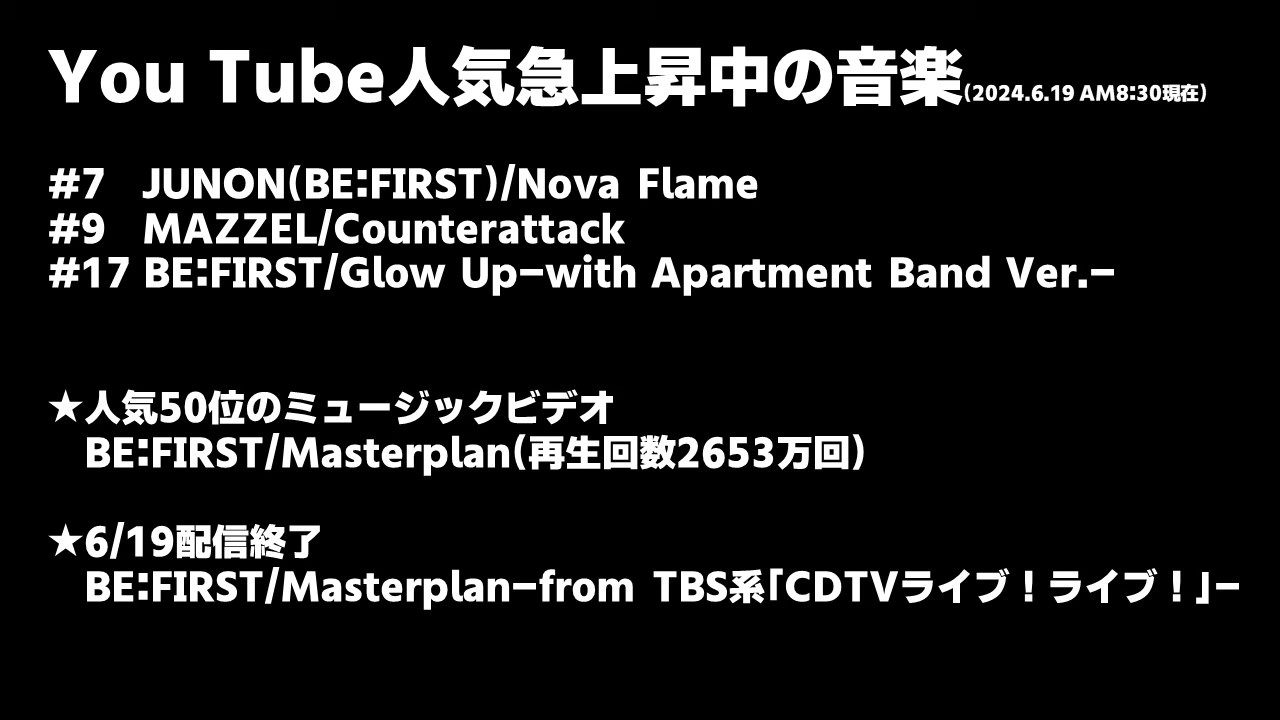 You Tube人気急上昇中の音楽(2024.6.19 AM8:30現在)
#7 JUNON(BE:FIRST)/Nova Flame
#9 MAZZEL/Counterattack
#17 BE:FIRST/Glow Up−with Apartment Band Ver.−
★人気50位のミュージックビデオ
BE:FIRST/Masterplan(再生回数2653万回)
★6/19配信終了
BE:FIRST/Masterplan−from TBS系「CDTVライブ！ライブ！」−